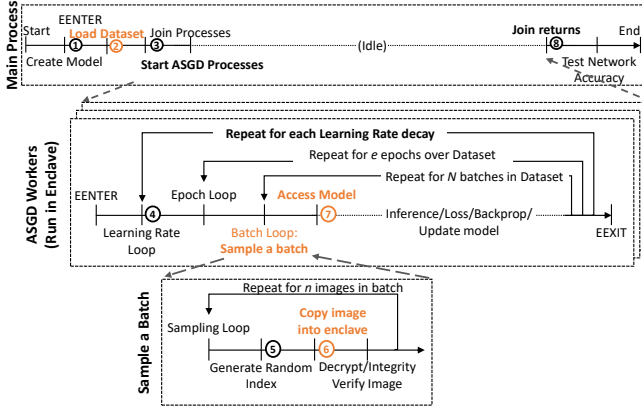 Main Process
Start
EENTER
Load Dataset
Join Processes
Join returns
End
1
2
3
(Idle)
8
Create Model
Start ASGD Processes
Test Network
Accuracy
ASGD Workers
(Run in Enclave)
Repeat for each Learning Rate decay
Repeat for e epochs over Dataset
Repeat for N batches in Dataset
EENTER
Epoch Loop
Access Model
4
7
Learning Rate
Loop
Batch Loop:
Sample a batch
Inference/Loss/Backprop/
Update model
EEXIT
Sample a Batch
Repeat for n images in batch
Sampling Loop
Copy image
into enclave
5
6
Generate Random
Index
Decrypt/Integrity
Verify Image